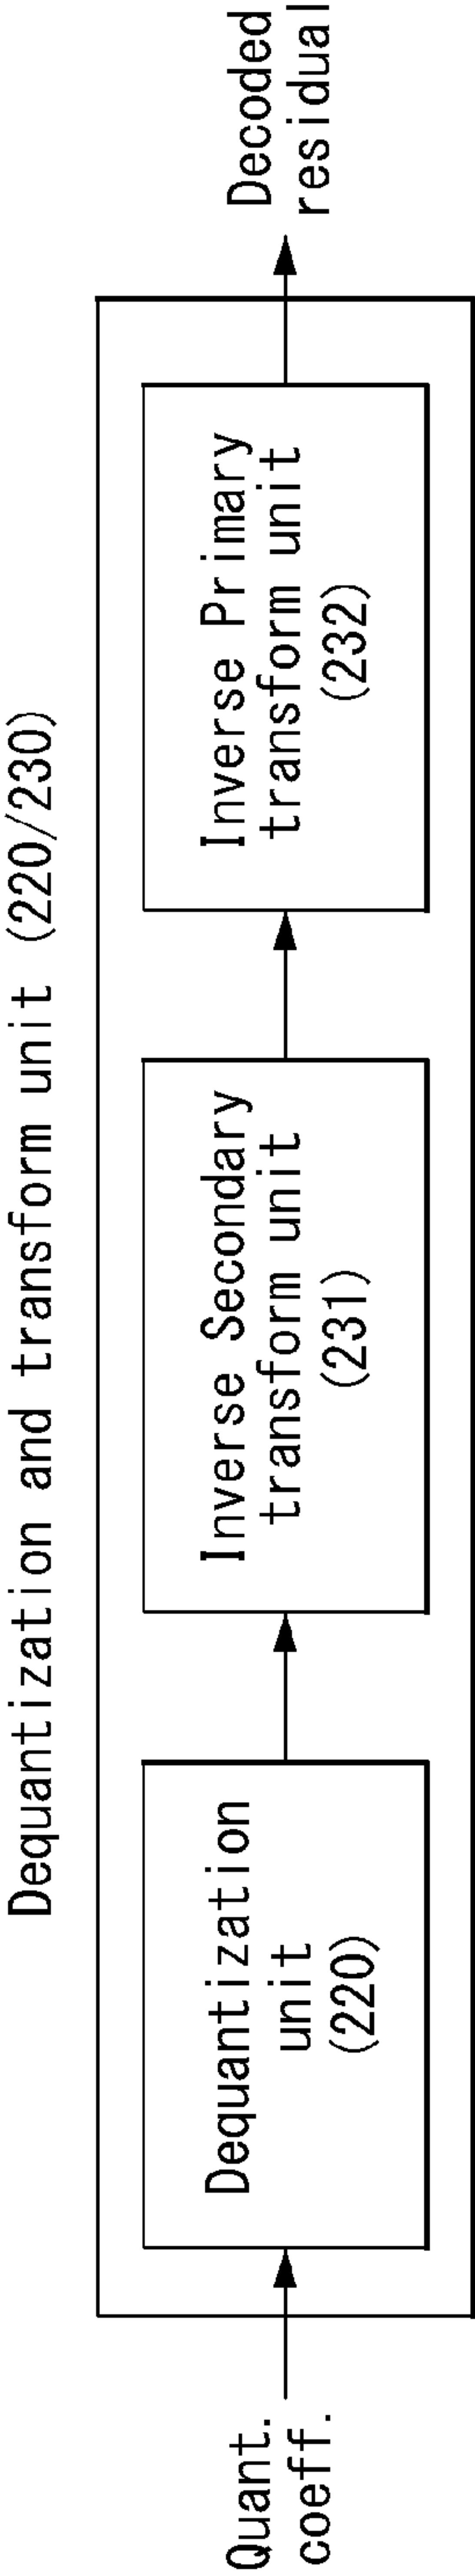 Dequantization and transform unit (220/230)
Quant.
coeff.
Dequantization
unit
(220)
Inverse Secondary
transform unit
(231)
Inverse Primary
transform unit
(232)
Decoded
residual